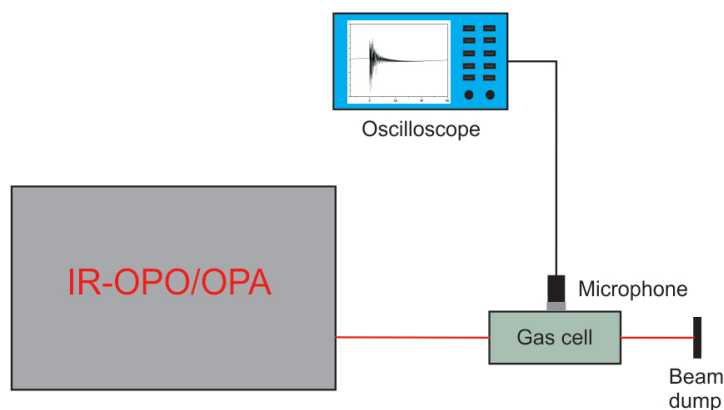 Oscilloscope
IR-OPO/OPA
Microphone
Gas cell
Beam
dump